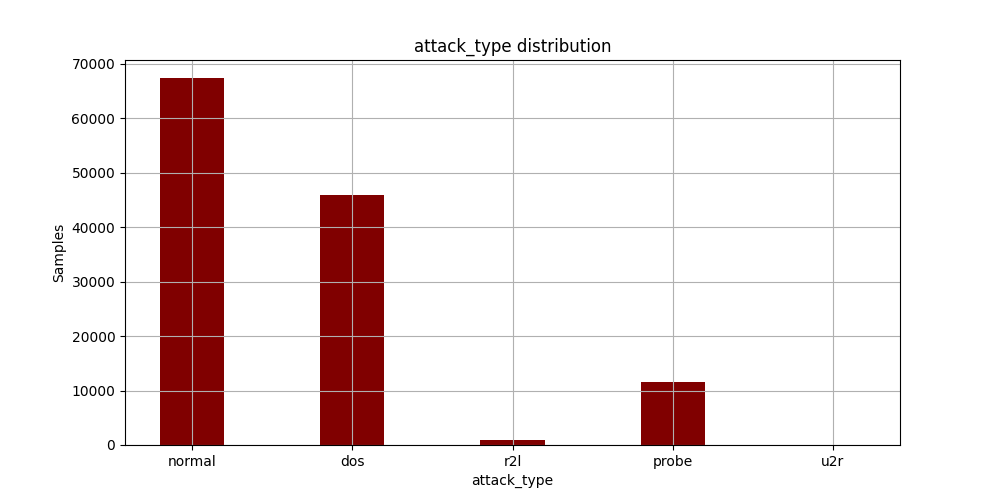 attack_type distribution
70000
60000
50000
40000
30000
20000
10000
0
Samples
normal dos r2l probe u2r
attack_type